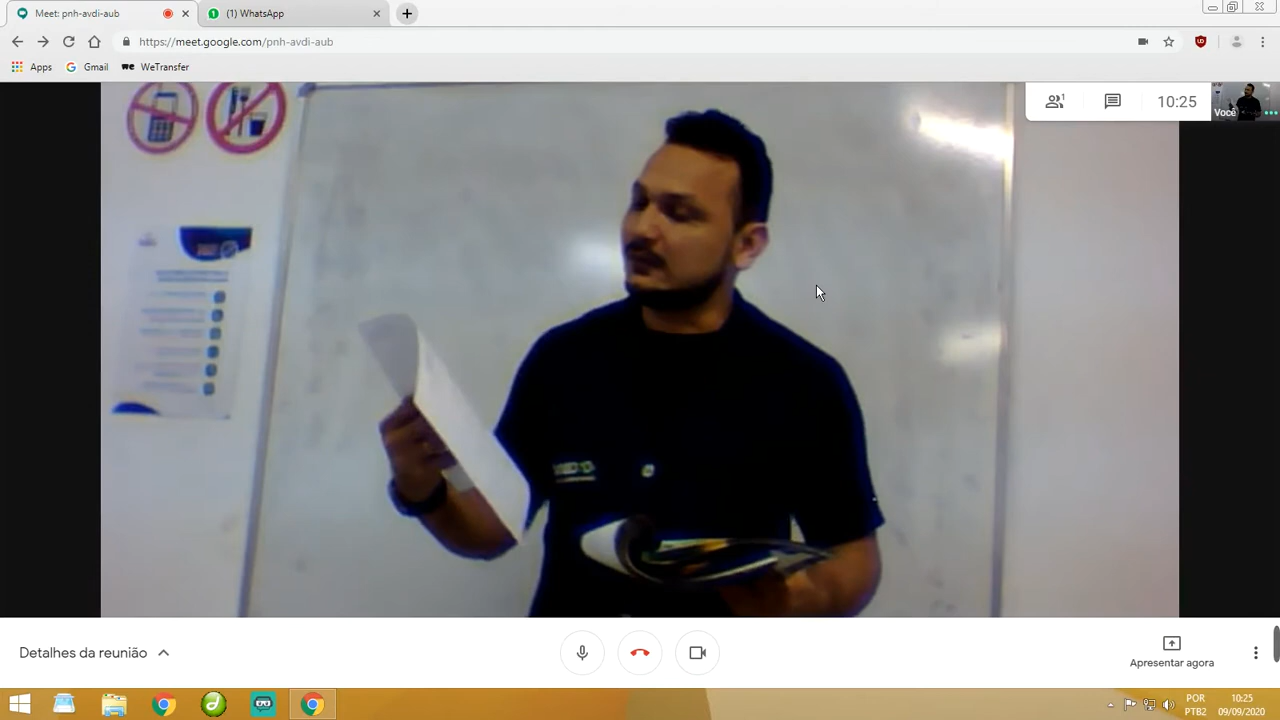 Meet: pnh-avdi-aub
(1) WhatsApp
https://meet.google.com/pnh-avdi-aub
Apps
Gmail
WeTransfer
1
10:25
Você
Detalhes da reunião
Apresentar agora
POR
PTB2
10:25
09/09/2020